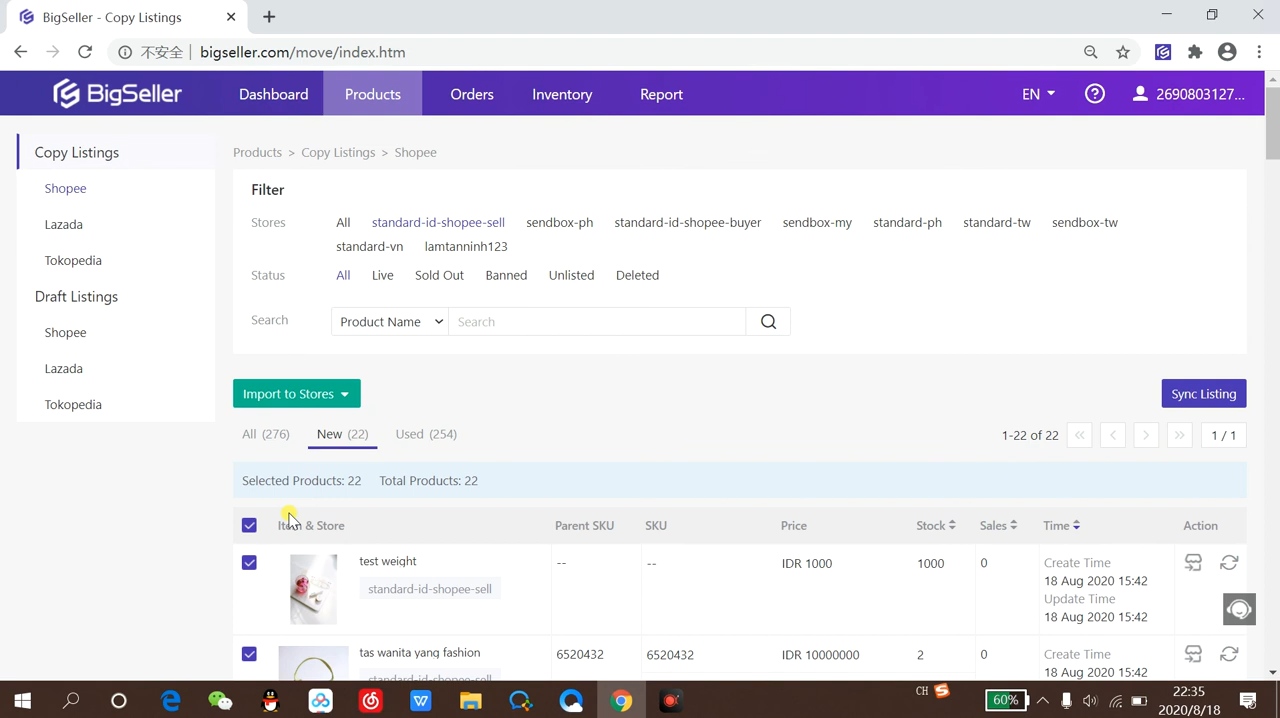 BigSeller - Copy Listings
不安全 | bigseller.com/move/index.htm
BigSeller Dashboard Products Orders Inventory Report EN 2690803127...
Copy Listings
Shopee
Lazada
Tokopedia
Draft Listings
Shopee
Lazada
Tokopedia
Products > Copy Listings > Shopee
Filter
Stores All standard-id-shopee-sell sendbox-ph standard-id-shopee-buyer sendbox-my standard-ph standard-tw sendbox-tw
standard-vn lamtanninh123
Status All Live Sold Out Banned Unlisted Deleted
Search Product Name Search
Import to Stores Sync Listing
All (276) New (22) Used (254) 1-22 of 22 1 / 1
Selected Products: 22 Total Products: 22
Item & Store Parent SKU SKU Price Stock Sales Time Action
test weight -- -- IDR 1000 1000 0 Create Time
standard-id-shopee-sell 18 Aug 2020 15:42
Update Time
18 Aug 2020 15:42
tas wanita yang fashion 6520432 6520432 IDR 10000000 2 0 Create Time
standard-id-shopee-sell 18 Aug 2020 15:42
60% CH 22:35
2020/8/18